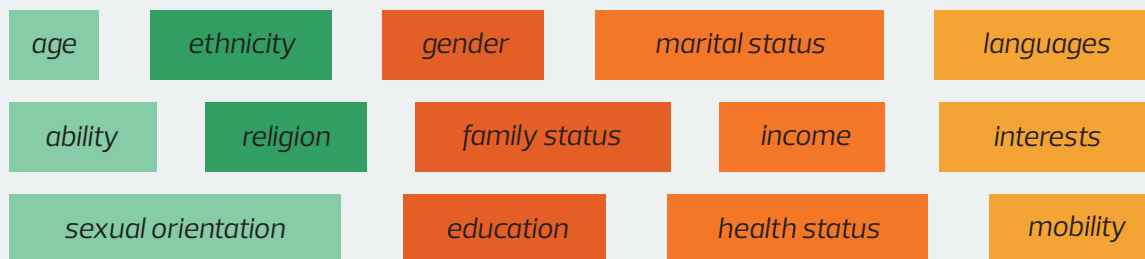 age ethnicity gender marital status languages
ability religion family status income interests
sexual orientation education health status mobility